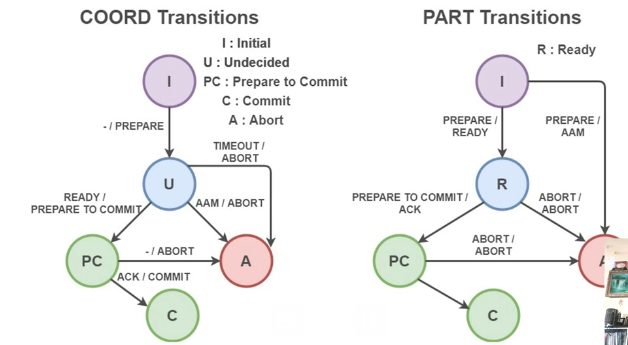 COORD Transitions
I : Initial
U : Undecided
PC : Prepare to Commit
C : Commit
A : Abort
I
- / PREPARE
TIMEOUT /
ABORT
U
READY /
PREPARE TO COMMIT
AAM / ABORT
- / ABORT
PC
A
ACK / COMMIT
C
PART Transitions
R : Ready
I
PREPARE /
READY
PREPARE /
AAM
R
PREPARE TO COMMIT /
ACK
ABORT /
ABORT
ABORT /
ABORT
PC
A
C